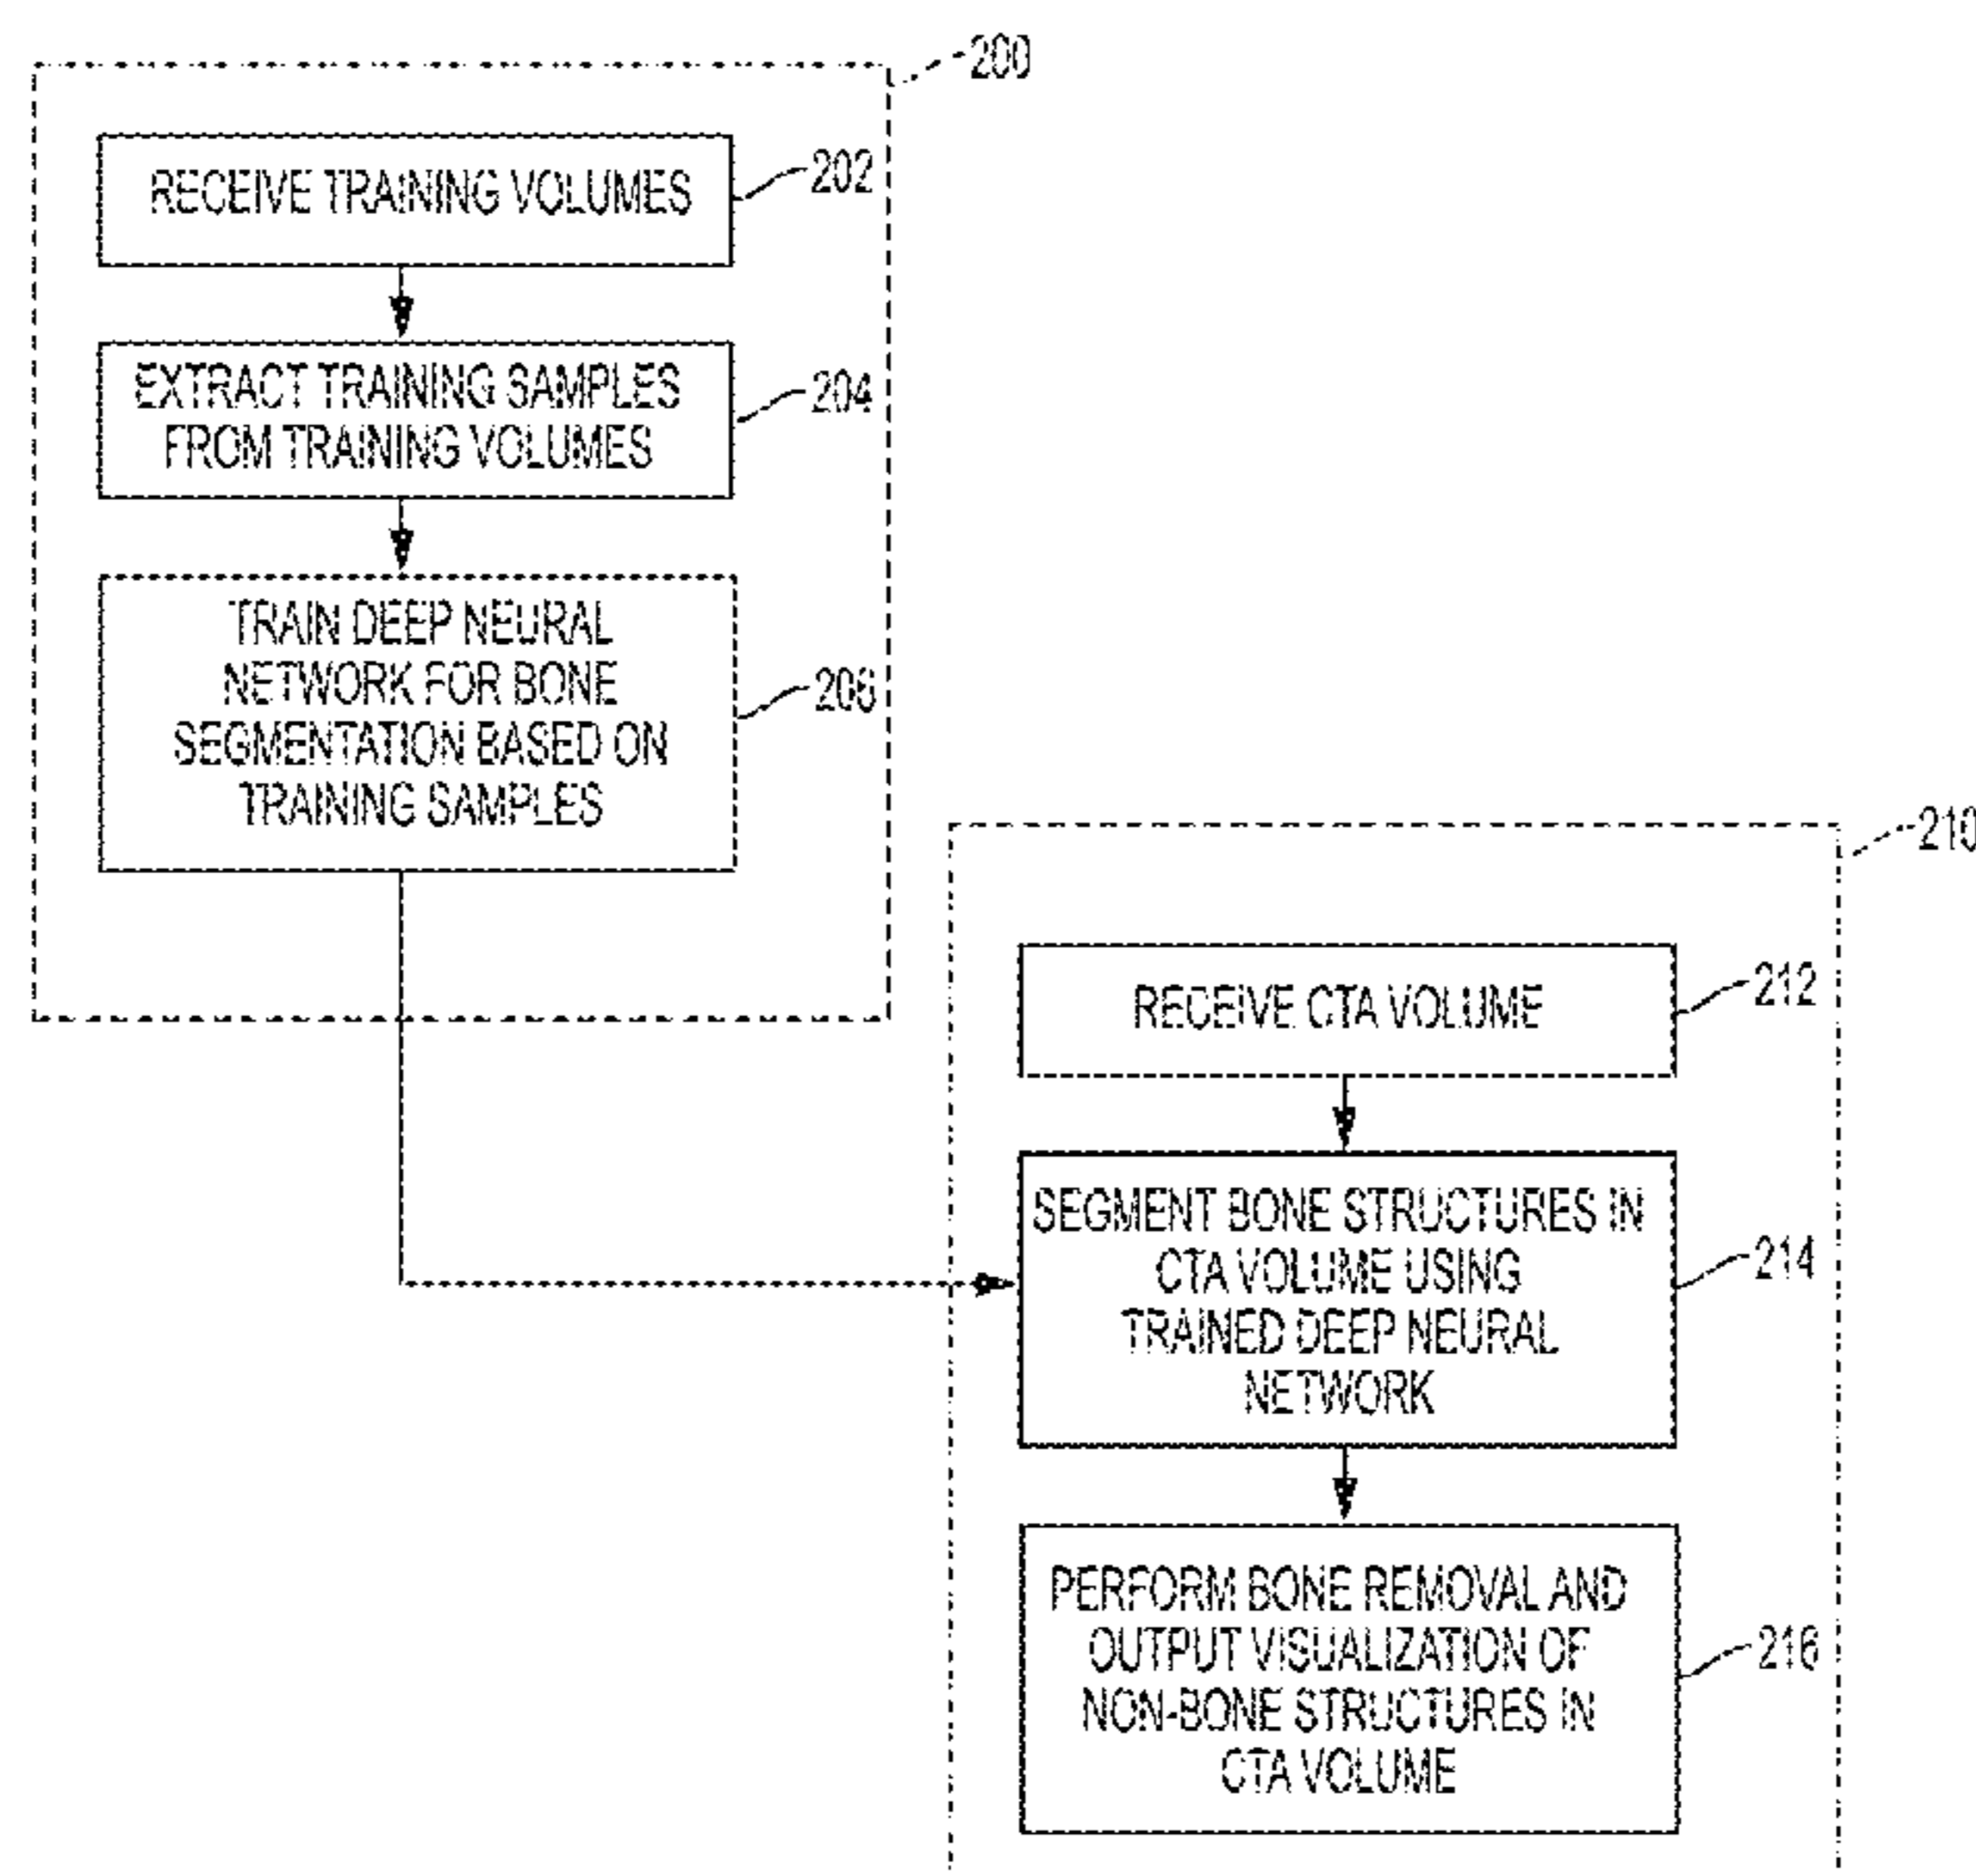 200
RECEIVE TRAINING VOLUMES
202
EXTRACT TRAINING SAMPLES
FROM TRAINING VOLUMES
204
TRAIN DEEP NEURAL
NETWORK FOR BONE
SEGMENTATION BASED ON
TRAINING SAMPLES
206
210
RECEIVE CTA VOLUME
212
SEGMENT BONE STRUCTURES IN
CTA VOLUME USING
TRAINED DEEP NEURAL
NETWORK
214
PERFORM BONE REMOVAL AND
OUTPUT VISUALIZATION OF
NON-BONE STRUCTURES IN
CTA VOLUME
216